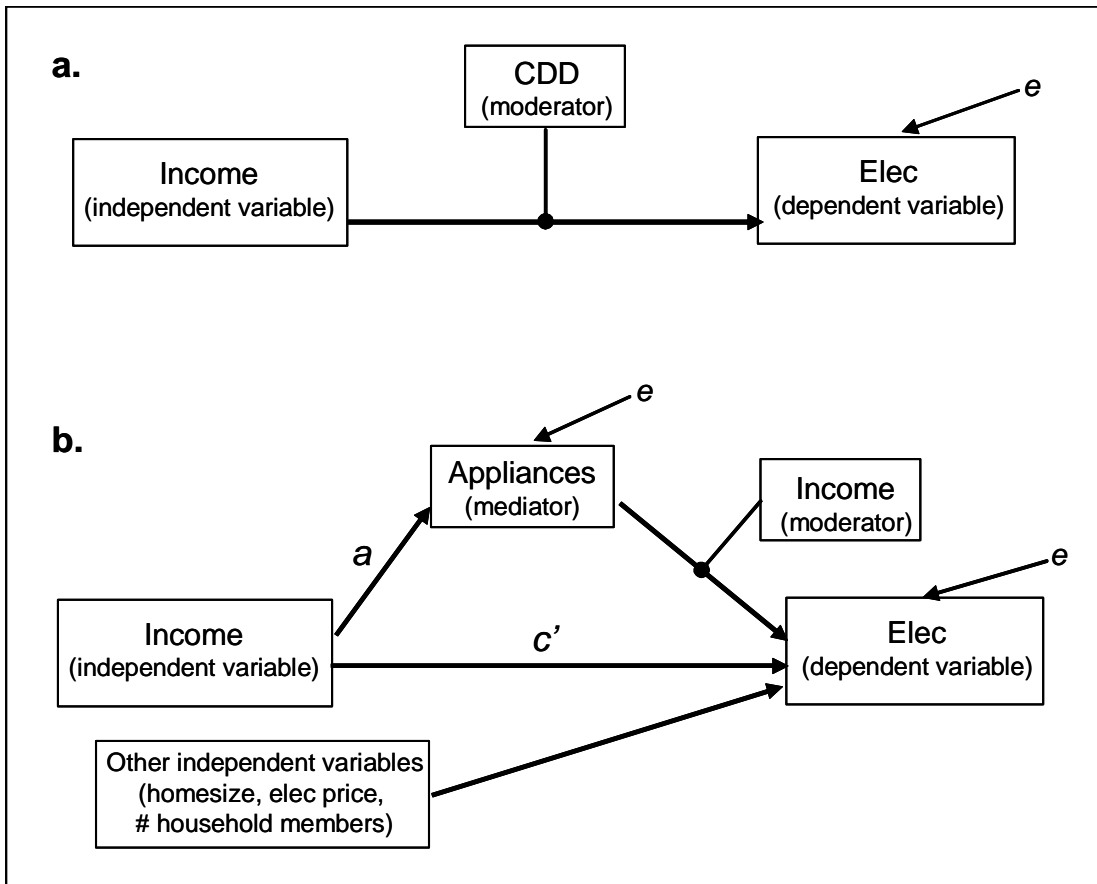 a.
CDD
(moderator)
e
Income
(independent variable)
Elec
(dependent variable)
b.
e
Appliances
(mediator)
Income
(moderator)
a
e
Income
(independent variable)
c’
Elec
(dependent variable)
Other independent variables
(homesize, elec price,
# household members)